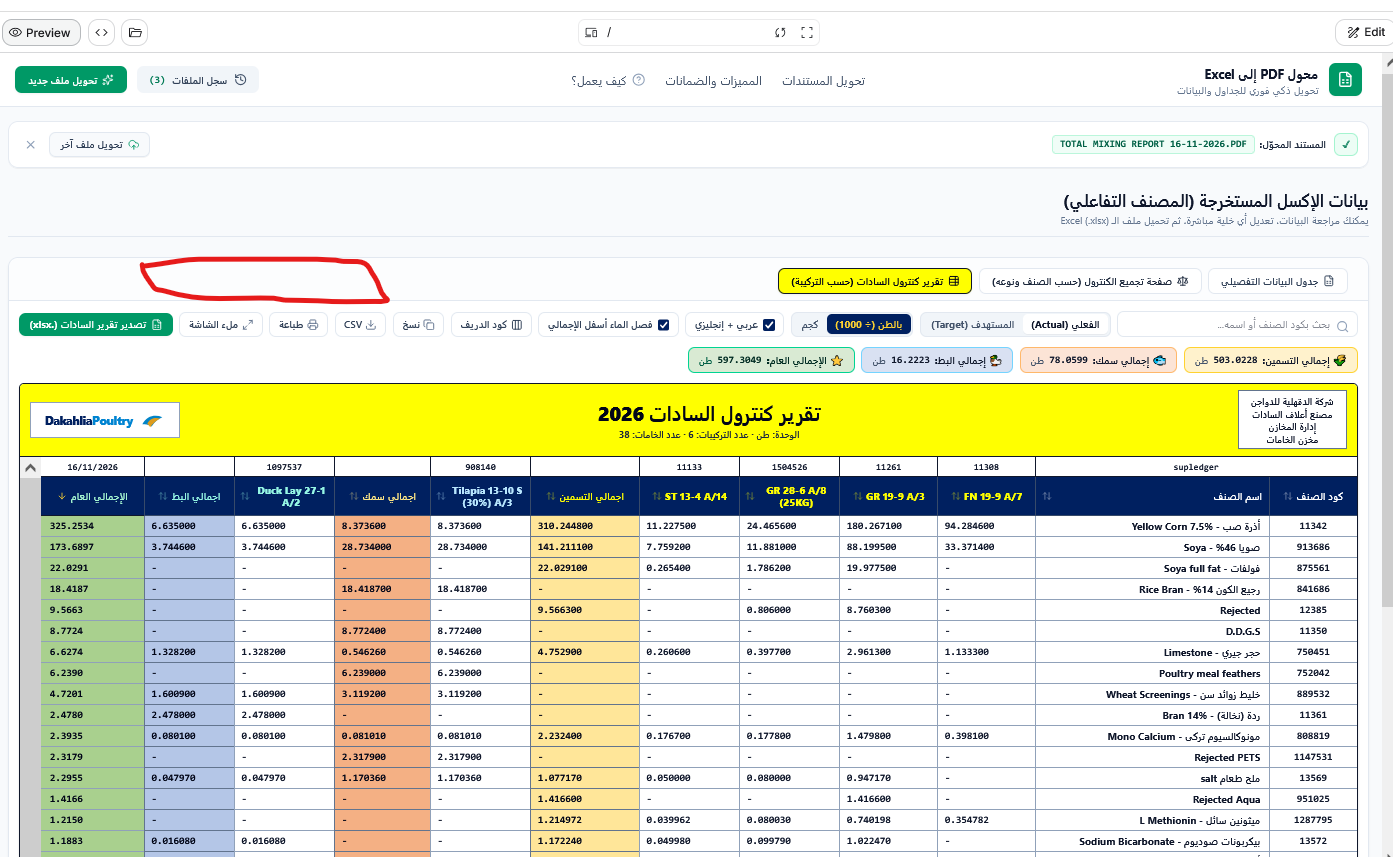 Preview
/
Edit
محول PDF إلى Excel
تحويل ذكي فوري للجداول والبيانات
تحويل المستندات
المميزات والضمانات
كيف يعمل؟
سجل الملفات (3)
تحويل ملف جديد
المستند المحوّل: TOTAL MIXING REPORT 16-11-2026.PDF
تحويل ملف آخر
بيانات الإكسل المستخرجة (المصنف التفاعلي)
يمكنك مراجعة البيانات، تعديل أي خلية مباشرة، ثم تحميل ملف الـ Excel (.xlsx)
جدول البيانات التفصيلي
صفحة تجميع الكنترول (حسب الصنف ونوعه)
تقرير كنترول السادات (حسب التركيبة)
بحث بكود الصنف أو اسمه...
الفعلي (Actual)
المستهدف (Target)
بالطن (÷ 1000)
كجم
عربي + إنجليزي
فصل الماء أسفل الإجمالي
كود الدريف
نسخ
CSV
طباعة
ملء الشاشة
تصدير تقرير السادات (.xlsx)
إجمالي التسمين: 503.0228 طن
إجمالي سمك: 78.0599 طن
إجمالي البط: 16.2223 طن
الإجمالي العام: 597.3049 طن
شركة الدقهلية للدواجن
مصنع أعلاف السادات
إدارة المخازن
مخزن الخامات
تقرير كنترول السادات 2026
الوحدة: طن - عدد التركيبات: 6 - عدد الخامات: 38
DakahliaPoultry
supledger 11308 11261 1504526 11133 908140 1097537 16/11/2026
كود الصنف اسم الصنف FN 19-9 A/7 GR 19-9 A/3 GR 28-6 A/8 (25KG) ST 13-4 A/14 اجمالي التسمين Tilapia 13-10 S (30%) A/3 اجمالي سمك Duck Lay 27-1 A/2 اجمالي البط الإجمالي العام
11342 أذرة صب - Yellow Corn 7.5% 94.284600 180.267100 24.465600 11.227500 310.244800 8.373600 8.373600 6.635000 6.635000 325.2534
913686 صويا 46% - Soya 33.371400 88.199500 11.881000 7.759200 141.211100 28.734000 28.734000 3.744600 3.744600 173.6897
875561 فولفات - Soya full fat - 19.977500 1.786200 0.265400 22.029100 - - - - 22.0291
841686 رجيع الكون 14% - Rice Bran - - - - - 18.418700 18.418700 - - 18.4187
12385 Rejected - 8.760300 0.806000 - 9.566300 - - - - 9.5663
11350 D.D.G.S - - - - - 8.772400 8.772400 - - 8.7724
750451 حجر جيري - Limestone 1.133300 2.961300 0.397700 0.260600 4.752900 0.546260 0.546260 1.328200 1.328200 6.6274
752042 Poultry meal feathers - - - - - 6.239000 6.239000 - - 6.2390
889532 خليط زوائد سن - Wheat Screenings - - - - - 3.119200 3.119200 1.600900 1.600900 4.7201
11361 ردة (نخالة) - Bran 14% - - - - - - - 2.478000 2.478000 2.4780
808819 مونوكالسيوم تركى - Mono Calcium 0.398100 1.479800 0.177800 0.176700 2.232400 0.081010 0.081010 0.080100 0.080100 2.3935
1147531 Rejected PETS - - - - - 2.317900 2.317900 - - 2.3179
13569 ملح طعام salt - 0.947170 0.080000 0.050000 1.077170 1.170360 1.170360 0.047970 0.047970 2.2955
951025 Rejected Aqua - 1.416600 - - 1.416600 - - - - 1.4166
1287795 ميثونين سائل - L Methionin 0.354782 0.740198 0.080030 0.039962 1.214972 - - - - 1.2150
13572 بيكربونات صوديوم - Sodium Bicarbonate - 1.022470 0.099790 0.049980 1.172240 - - 0.016080 0.016080 1.1883